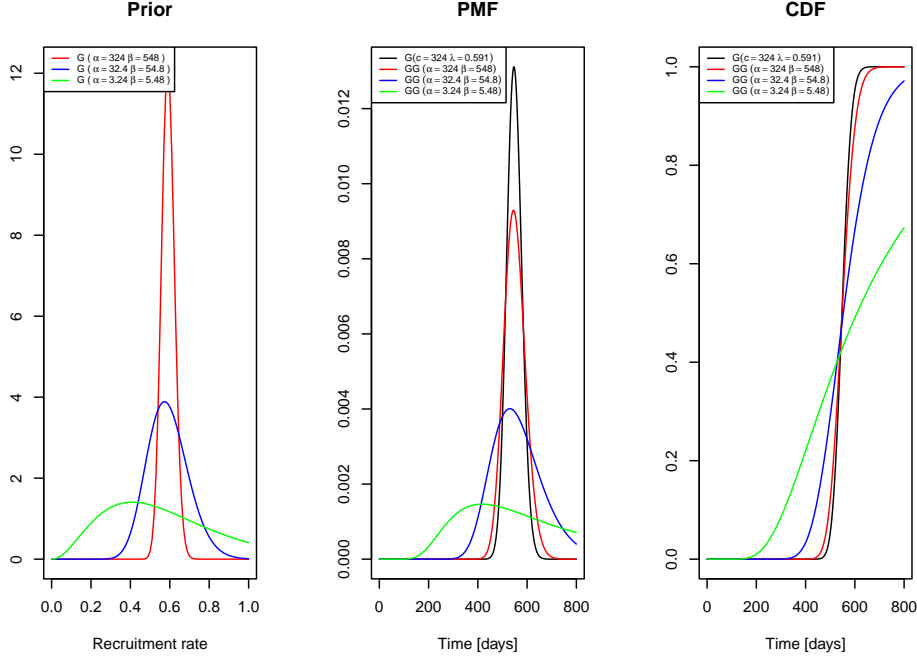 Prior
G ( α = 324 β = 548 )
G ( α = 32.4 β = 54.8 )
G ( α = 3.24 β = 5.48 )
0 2 4 6 8 10 12
0.0 0.2 0.4 0.6 0.8 1.0
Recruitment rate
PMF
G(c = 324 λ = 0.591)
GG ( α = 324 β = 548)
GG ( α = 32.4 β = 54.8)
GG ( α = 3.24 β = 5.48)
0.000 0.002 0.004 0.006 0.008 0.010 0.012
0 200 400 600 800
Time [days]
CDF
G(c = 324 λ = 0.591)
GG ( α = 324 β = 548)
GG ( α = 32.4 β = 54.8)
GG ( α = 3.24 β = 5.48)
0.0 0.2 0.4 0.6 0.8 1.0
0 200 400 600 800
Time [days]